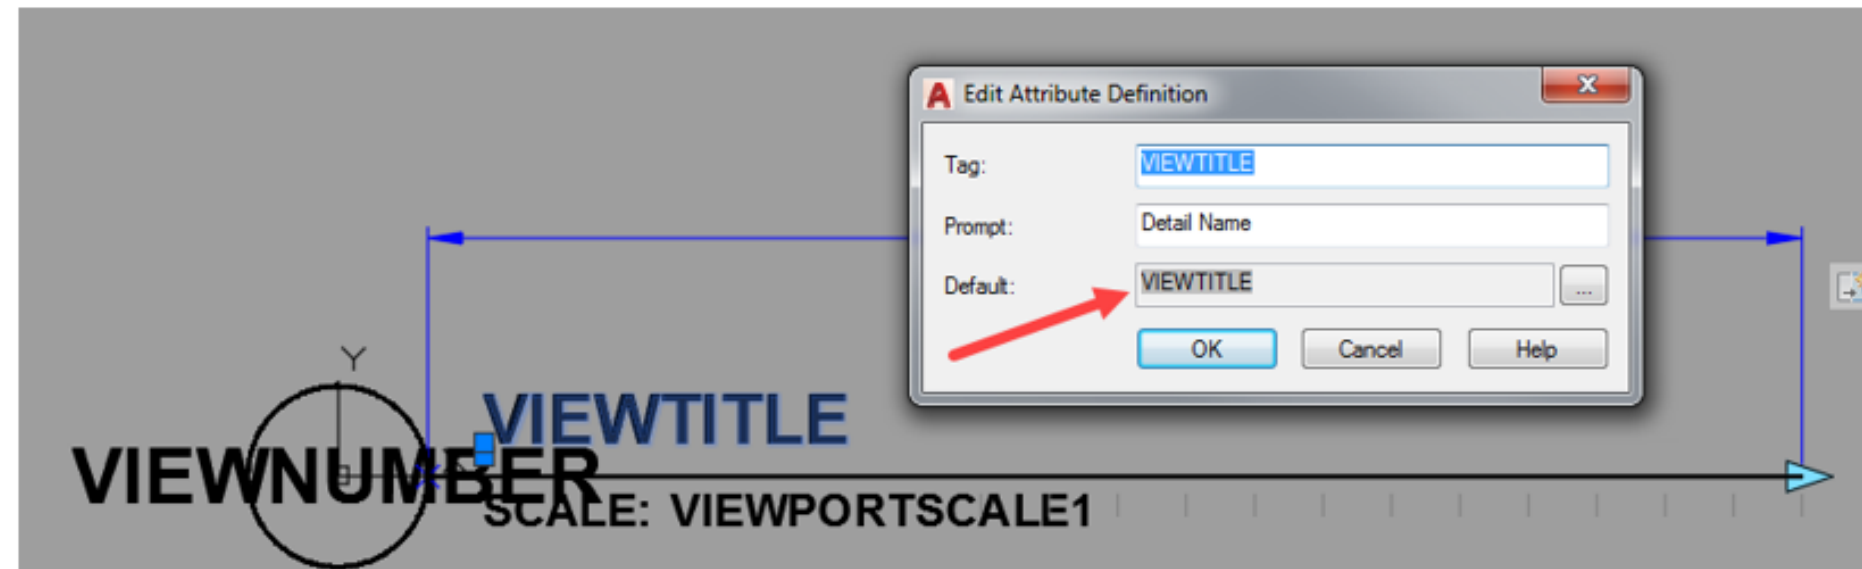 Edit Attribute Definition
Tag: VIEWTITLE
Prompt: Detail Name
Default: VIEWTITLE ...
OK Cancel Help
Y
VIEWTITLE
VIEWNUMBER
SCALE: VIEWPORTSCALE1